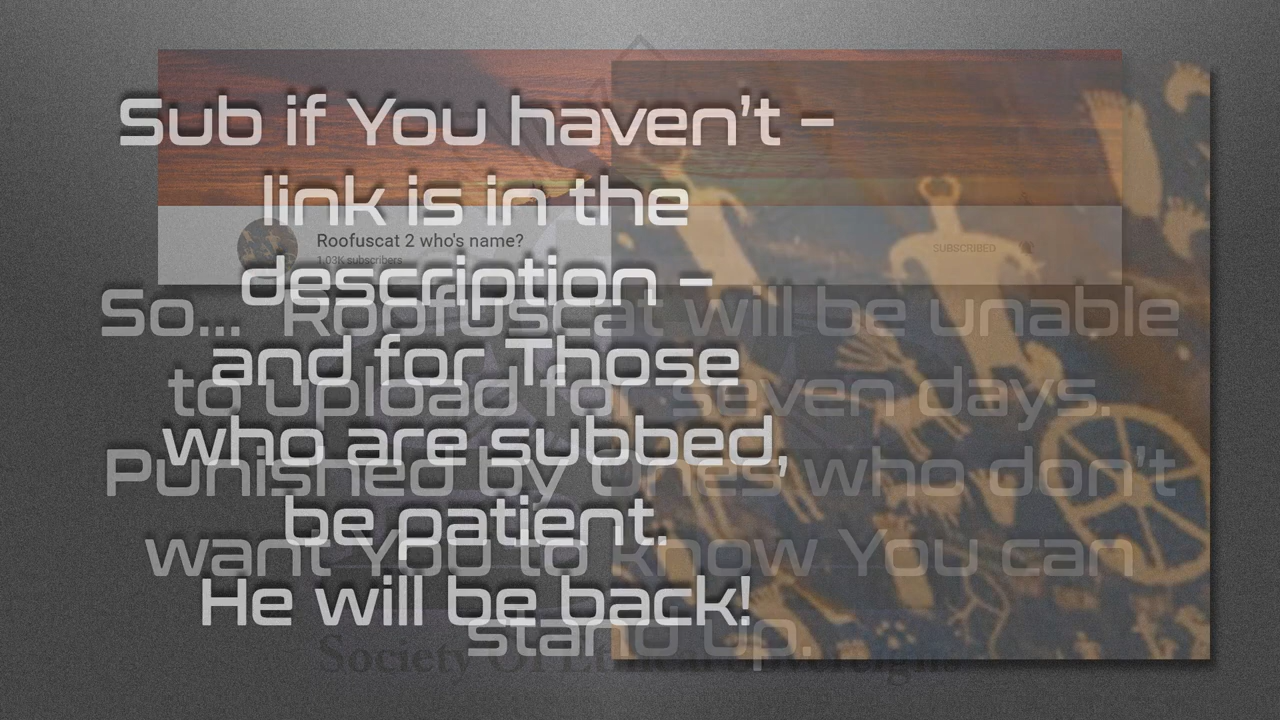 Sub if You haven't –
link is in the
description –
and for Those
who are subbed,
be patient.
He will be back!
Roofuscat 2 who's name?
1.03K subscribers
SUBSCRIBED
So... Roofuscat will be unable
to upload for seven days.
Punished by Ones who don't
want You to know You can
stand up.
Society Of